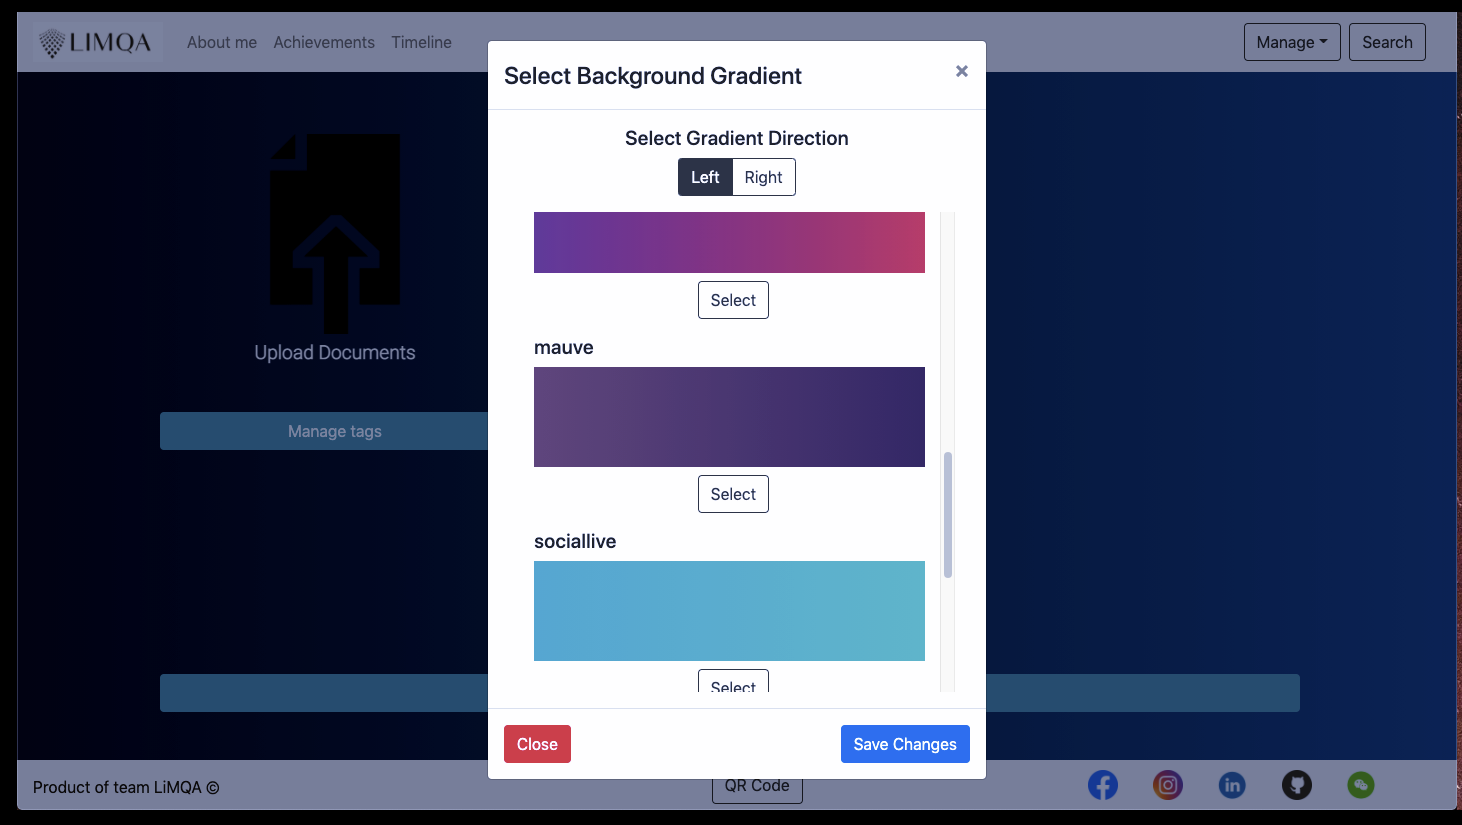 LIMQA
About me
Achievements
Timeline
Manage
Search
Select Background Gradient
×
Select Gradient Direction
Left
Right
Select
mauve
Select
sociallive
Select
Upload Documents
Manage tags
Close
Save Changes
Product of team LiMQA ©
QR Code
in